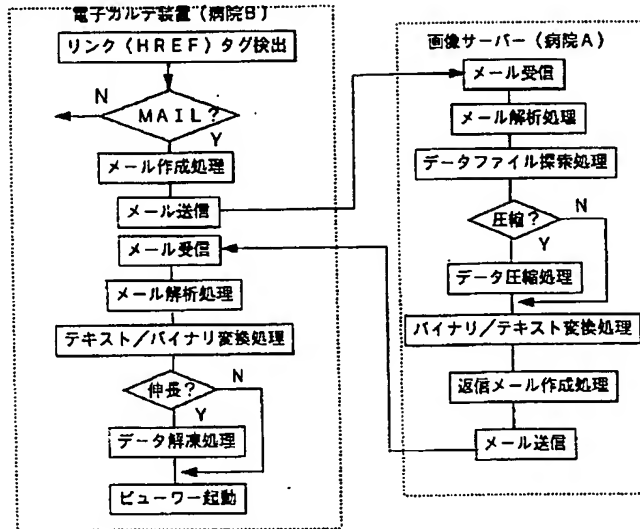 電子カルテ装置（病院B）
リンク（HREF）タグ検出
N
MAIL？
Y
メール作成処理
メール送信
メール受信
メール解析処理
テキスト／バイナリ変換処理
伸長？
N
Y
データ解凍処理
ビューワー起動
画像サーバー（病院A）
メール受信
メール解析処理
データファイル探索処理
圧縮？
N
Y
データ圧縮処理
バイナリ／テキスト変換処理
返信メール作成処理
メール送信